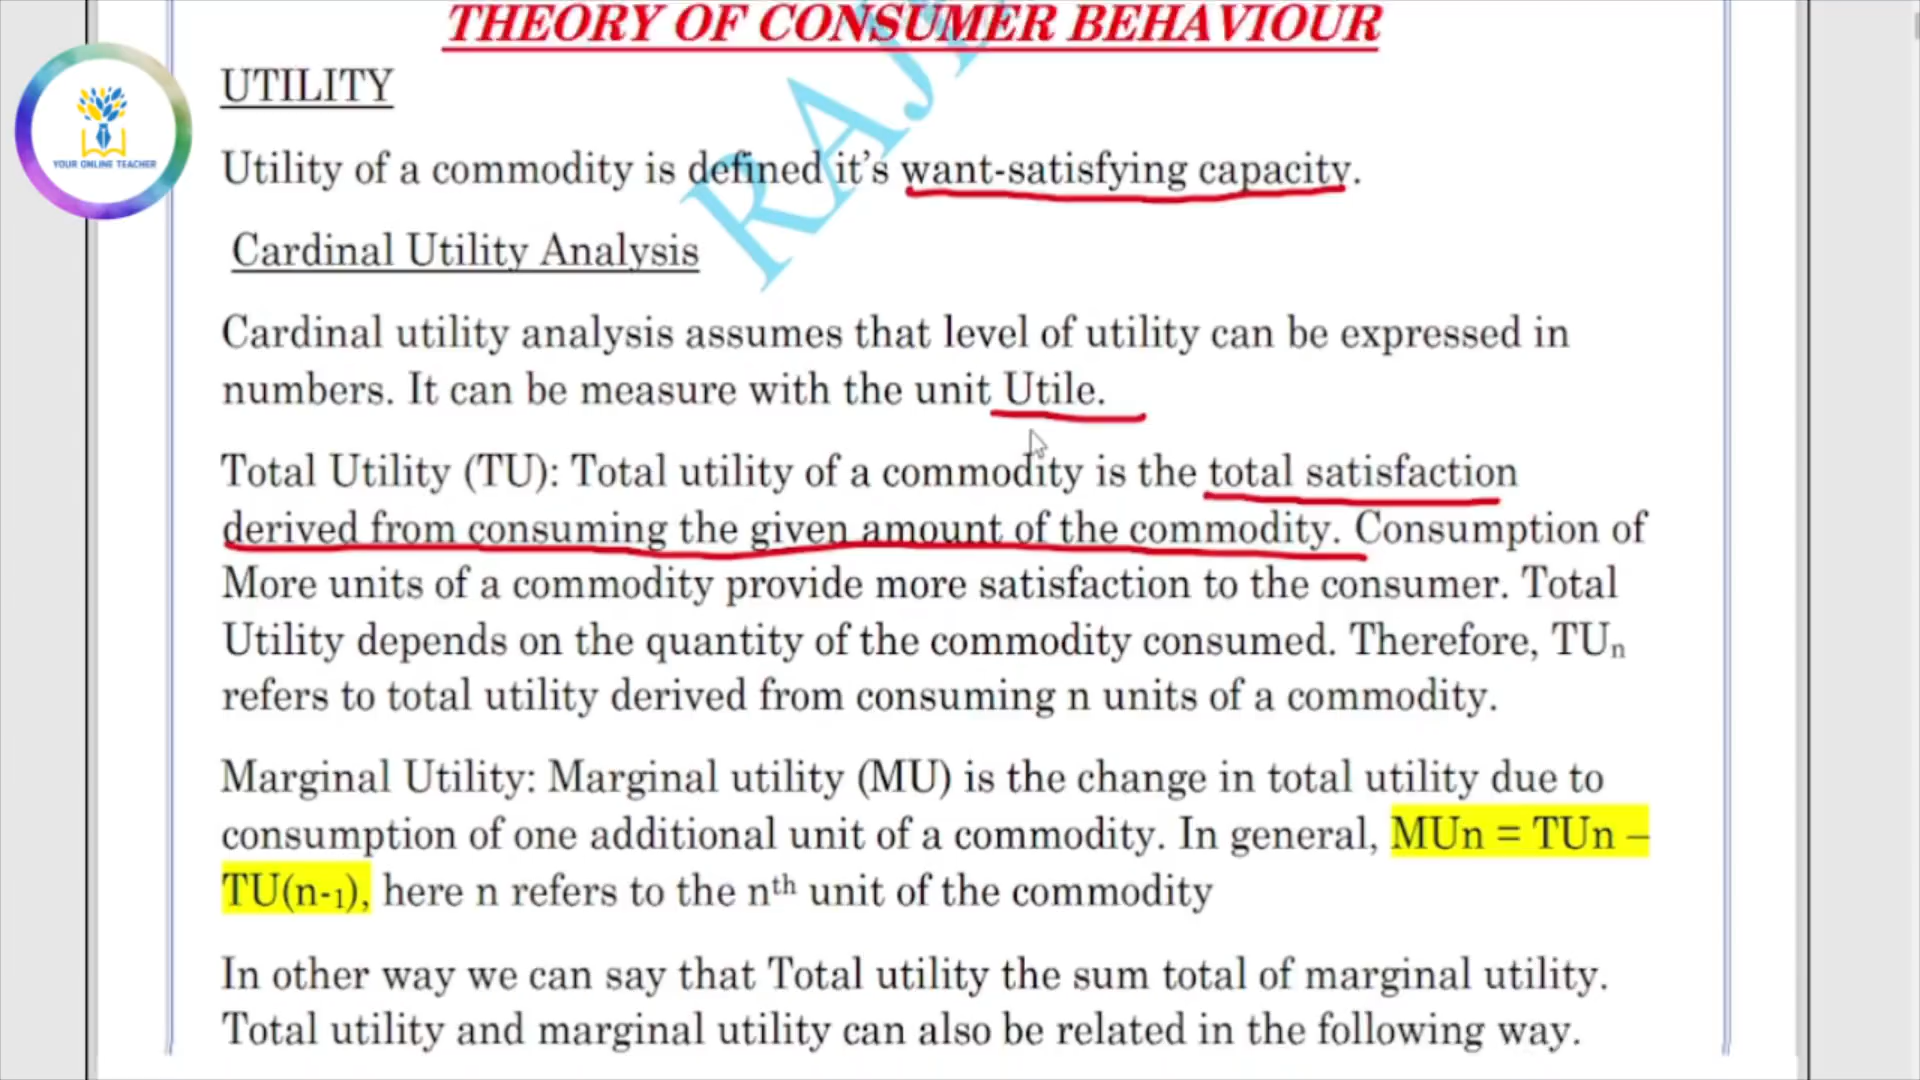 THEORY OF CONSUMER BEHAVIOUR
UTILITY
YOUR ONLINE TEACHER
Utility of a commodity is defined it’s want-satisfying capacity.
Cardinal Utility Analysis
Cardinal utility analysis assumes that level of utility can be expressed in
numbers. It can be measure with the unit Utile.
Total Utility (TU): Total utility of a commodity is the total satisfaction
derived from consuming the given amount of the commodity. Consumption of
More units of a commodity provide more satisfaction to the consumer. Total
Utility depends on the quantity of the commodity consumed. Therefore, TUn
refers to total utility derived from consuming n units of a commodity.
Marginal Utility: Marginal utility (MU) is the change in total utility due to
consumption of one additional unit of a commodity. In general, MUn = TUn –
TU(n-1), here n refers to the nth unit of the commodity
In other way we can say that Total utility the sum total of marginal utility.
Total utility and marginal utility can also be related in the following way.